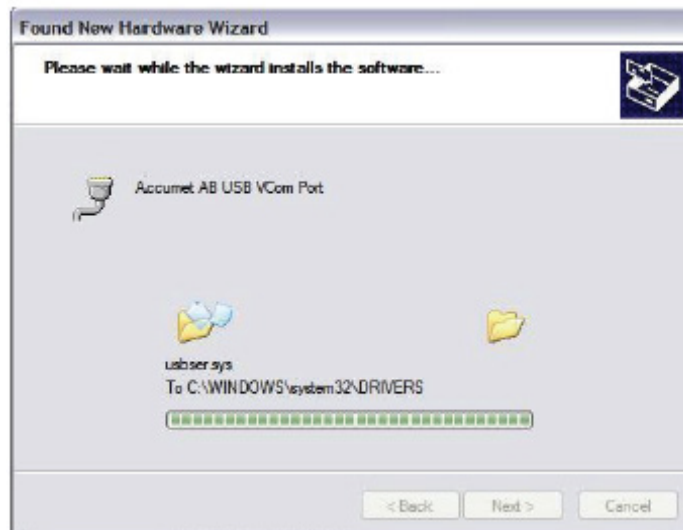 Found New Hardware Wizard
Please wait while the wizard installs the software...
Accumet AB USB VCom Port
usbser.sys
To C:\WINDOWS\system32\DRIVERS
< Back
Next >
Cancel